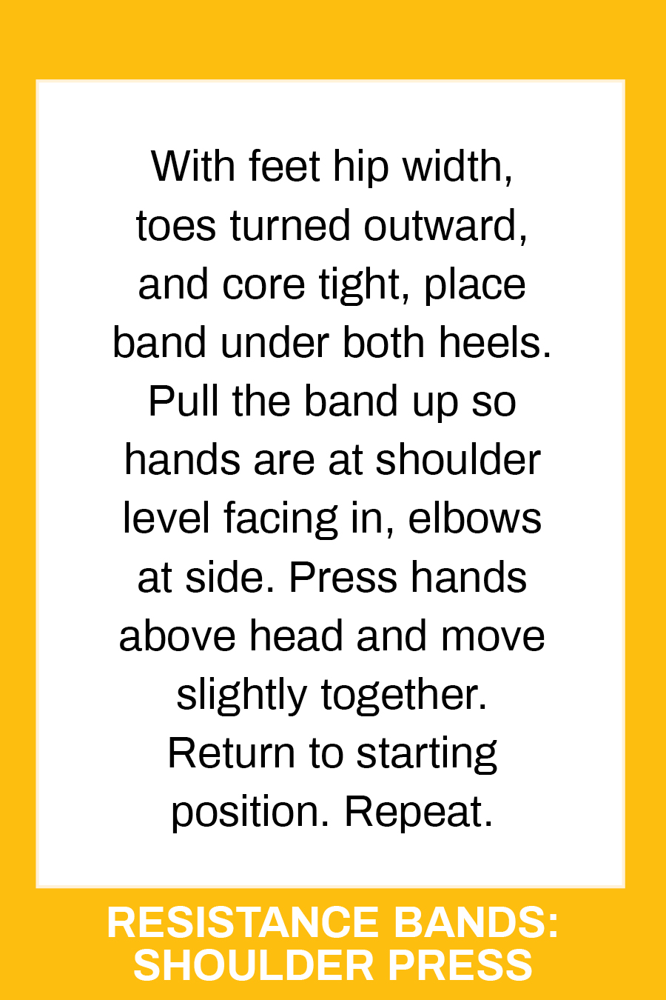 With feet hip width,
toes turned outward,
and core tight, place
band under both heels.
Pull the band up so
hands are at shoulder
level facing in, elbows
at side. Press hands
above head and move
slightly together.
Return to starting
position. Repeat.
RESISTANCE BANDS:
SHOULDER PRESS